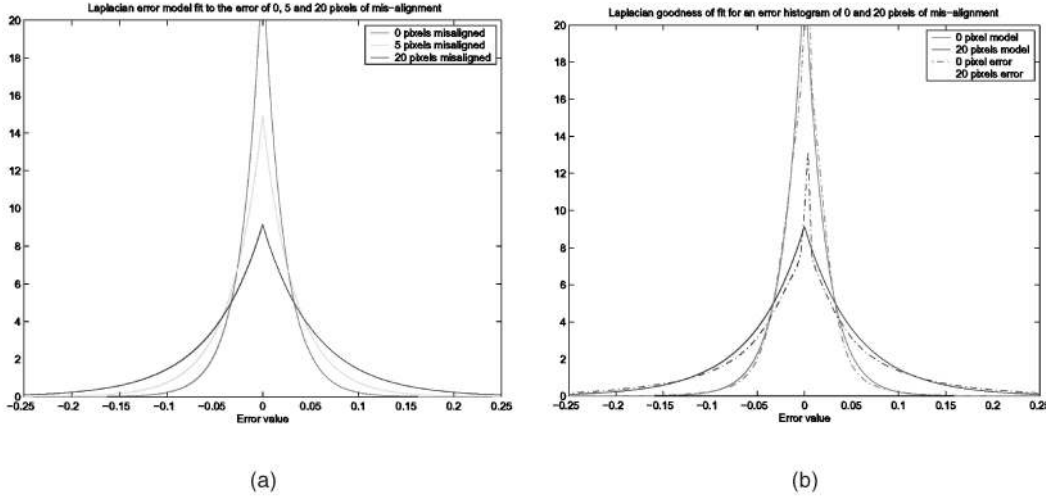 Laplacian error model fit to the error of 0, 5 and 20 pixels of mis-alignment
0 pixels misaligned
5 pixels misaligned
20 pixels misaligned
20
18
16
14
12
10
8
6
4
2
0
−0.25 −0.2 −0.15 −0.1 −0.05 0 0.05 0.1 0.15 0.2 0.25
Error value
(a)
Laplacian goodness of fit for an error histogram of 0 and 20 pixels of mis-alignment
0 pixel model
20 pixels model
0 pixel error
20 pixels error
20
18
16
14
12
10
8
6
4
2
0
−0.25 −0.2 −0.15 −0.1 −0.05 0 0.05 0.1 0.15 0.2 0.25
Error value
(b)